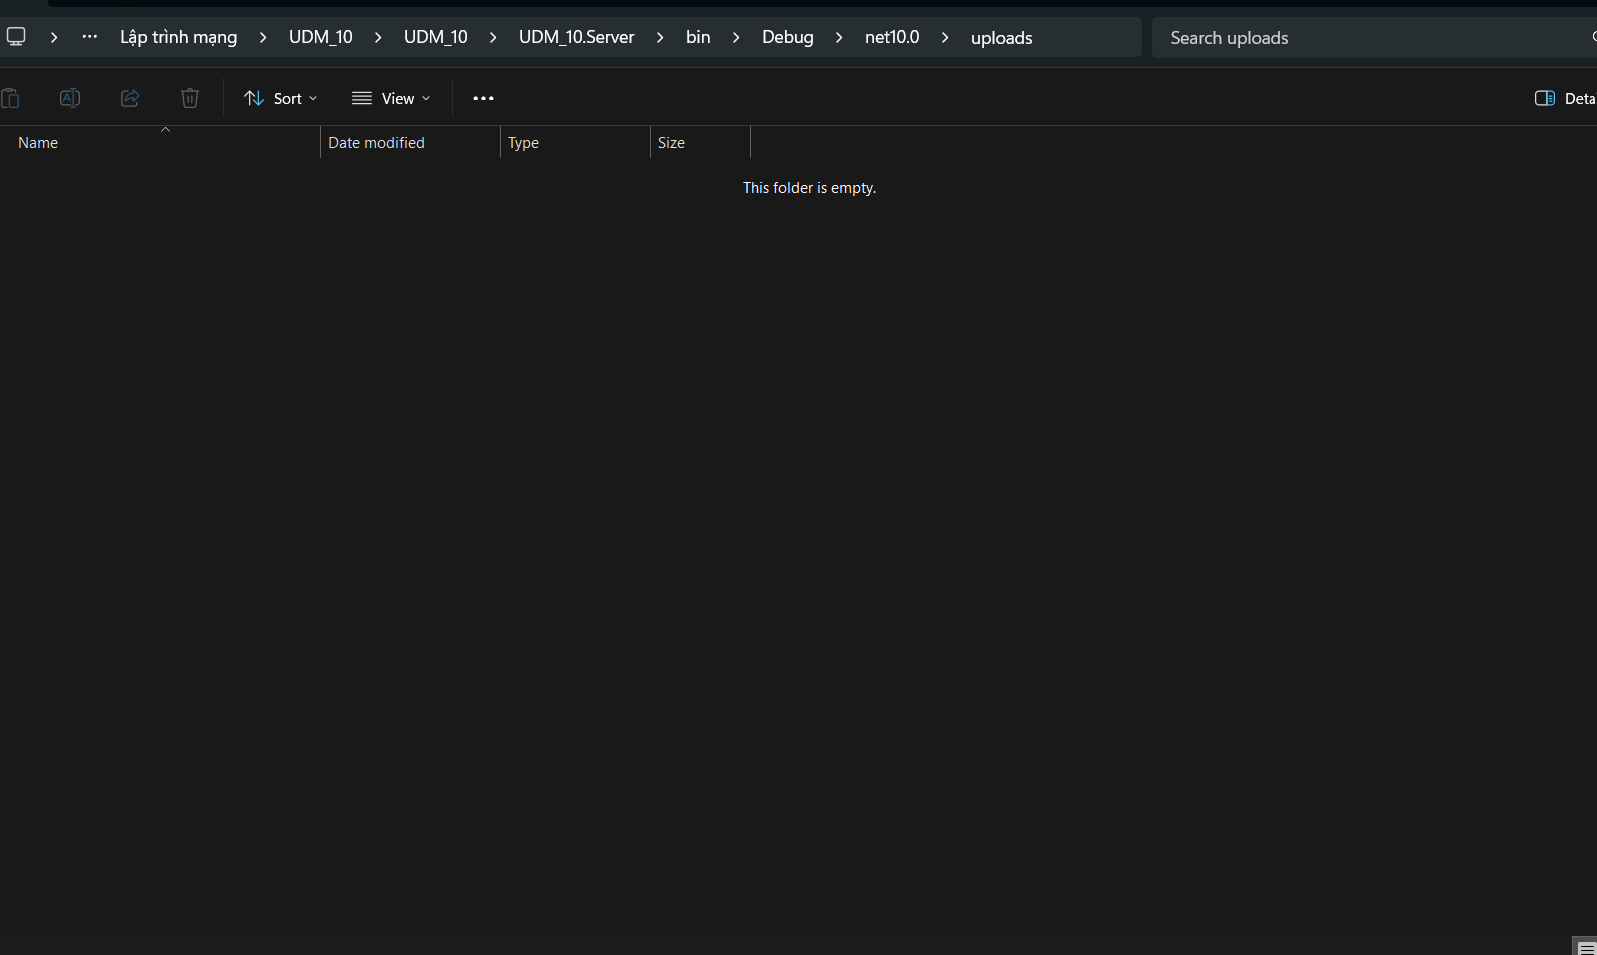 Lập trình mạng > UDM_10 > UDM_10 > UDM_10.Server > bin > Debug > net10.0 > uploads
Search uploads
Sort
View
Deta
Name
Date modified
Type
Size
This folder is empty.